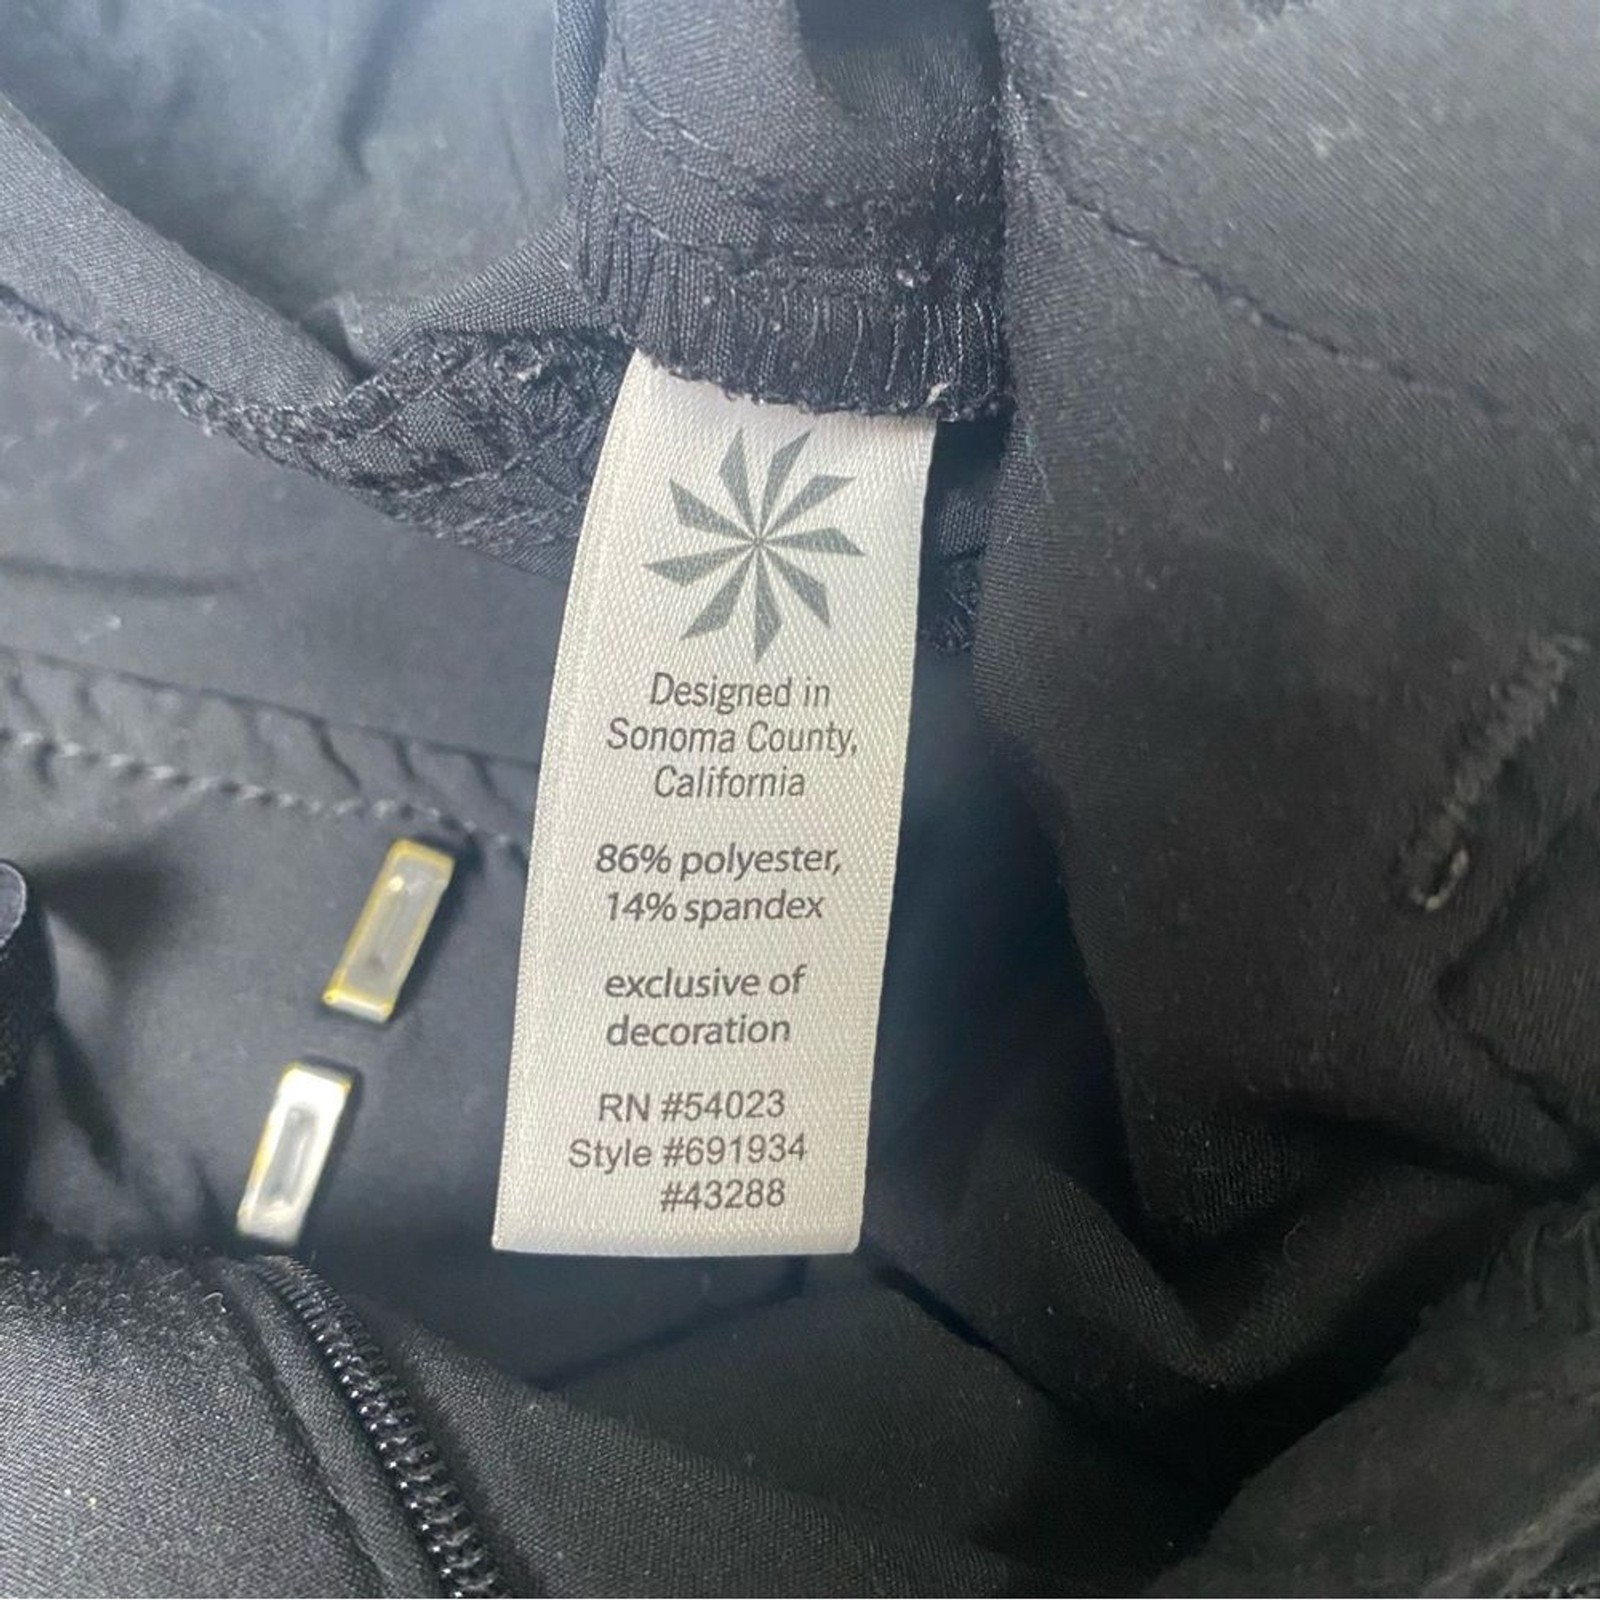 Designed in
Sonoma County,
California
86% polyester,
14% spandex
exclusive of
decoration
RN #54023
Style #691934
#43288